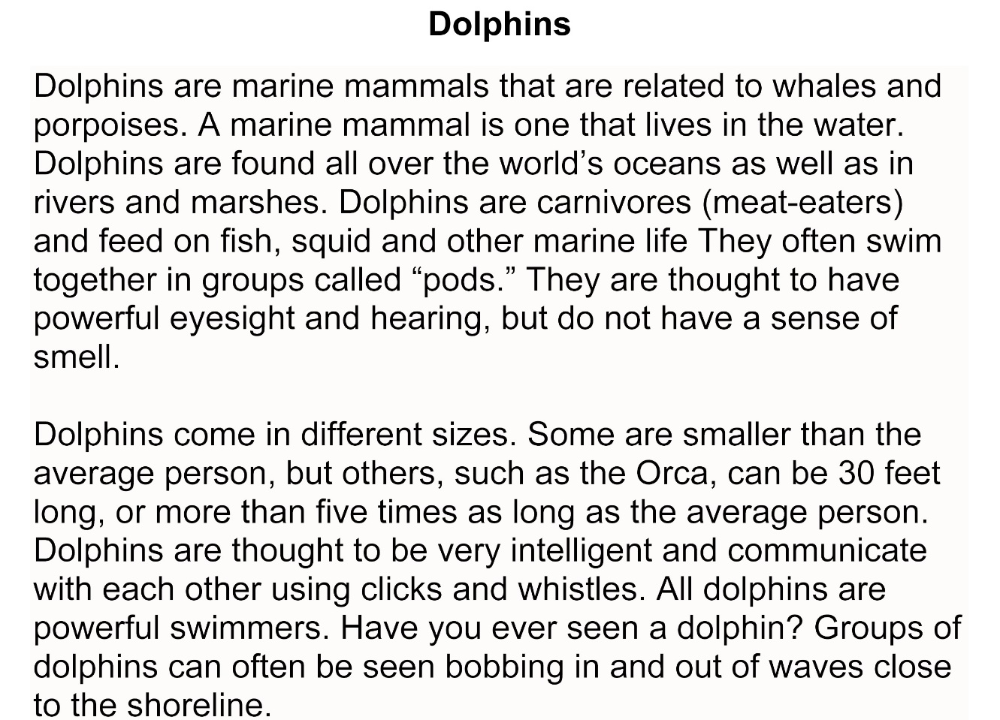 Dolphins
Dolphins are marine mammals that are related to whales and
porpoises. A marine mammal is one that lives in the water.
Dolphins are found all over the world’s oceans as well as in
rivers and marshes. Dolphins are carnivores (meat-eaters)
and feed on fish, squid and other marine life They often swim
together in groups called “pods.” They are thought to have
powerful eyesight and hearing, but do not have a sense of
smell.
Dolphins come in different sizes. Some are smaller than the
average person, but others, such as the Orca, can be 30 feet
long, or more than five times as long as the average person.
Dolphins are thought to be very intelligent and communicate
with each other using clicks and whistles. All dolphins are
powerful swimmers. Have you ever seen a dolphin? Groups of
dolphins can often be seen bobbing in and out of waves close
to the shoreline.